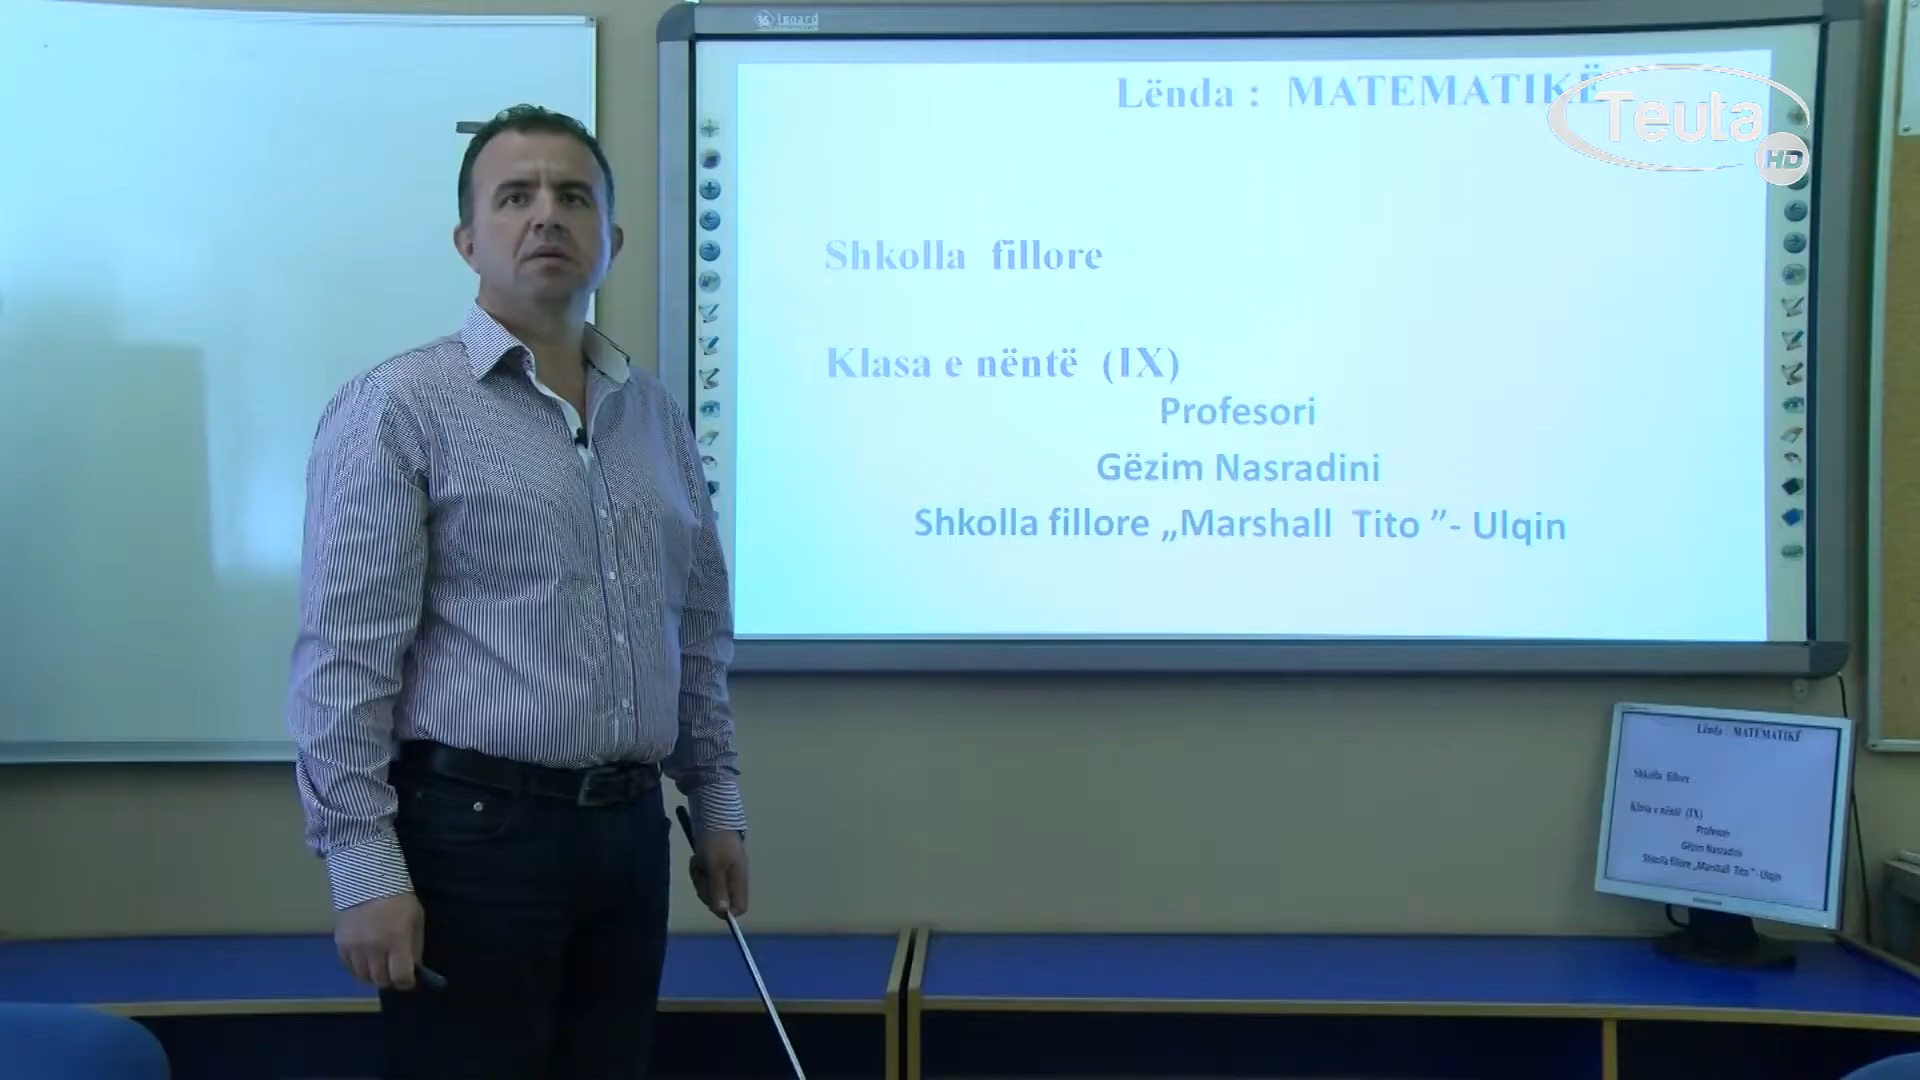 iBoard
Lënda : MATEMATIKË
Teuta
HD
Shkolla fillore
Klasa e nëntë (IX)
Profesori
Gëzim Nasradini
Shkolla fillore „Marshall Tito ”- Ulqin
Lënda : MATEMATIKË
Shkolla fillore
Klasa e nëntë (IX)
Profesori
Gëzim Nasradini
Shkolla fillore „Marshall Tito ”- Ulqin